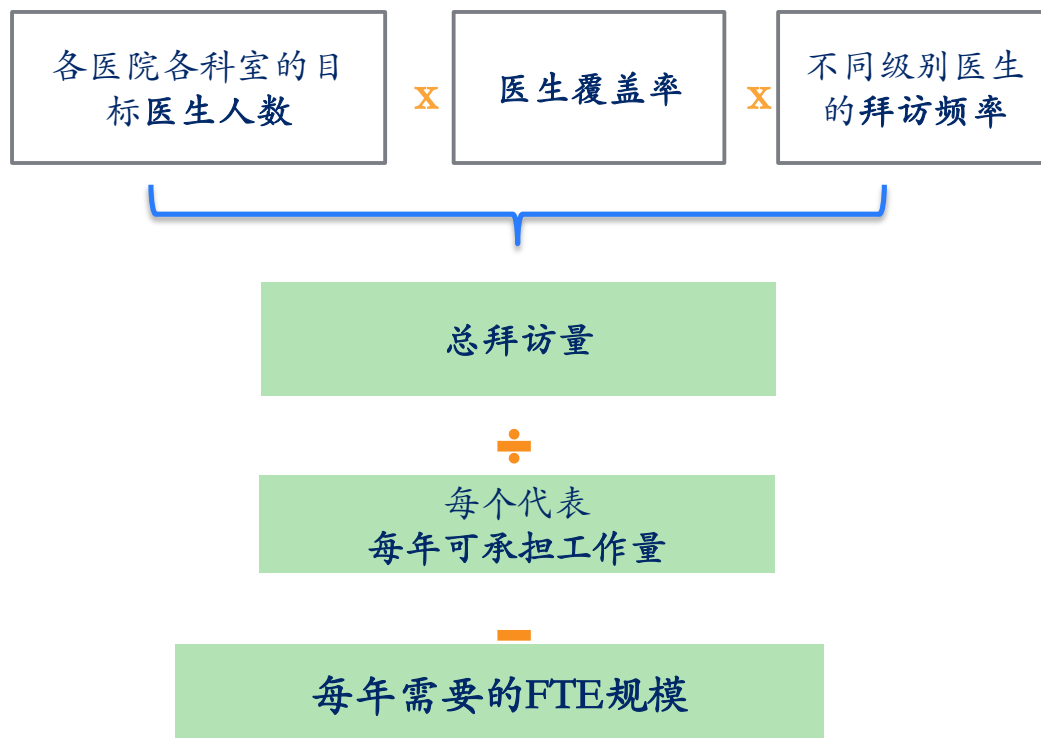 各医院各科室的目
标医生人数
x
医生覆盖率
x
不同级别医生
的拜访频率
总拜访量
÷
每个代表
每年可承担工作量
每年需要的FTE规模